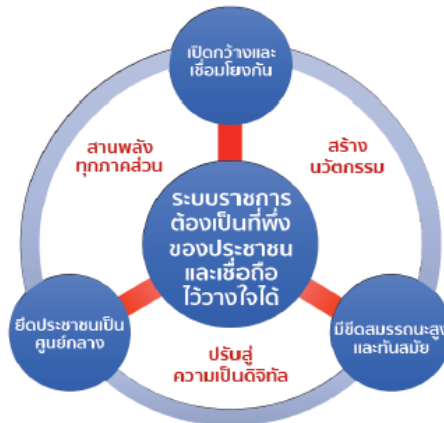 เปิดกว้างและ
เชื่อมโยงกัน
สานพลัง
ทุกภาคส่วน
สร้าง
นวัตกรรม
ระบบราชการ
ต้องเป็นที่พึ่ง
ของประชาชน
และเชื่อถือ
ไว้วางใจได้
ยึดประชาชนเป็น
ศูนย์กลาง
มีขีดสมรรถนะสูง
และทันสมัย
ปรับสู่
ความเป็นดิจิทัล